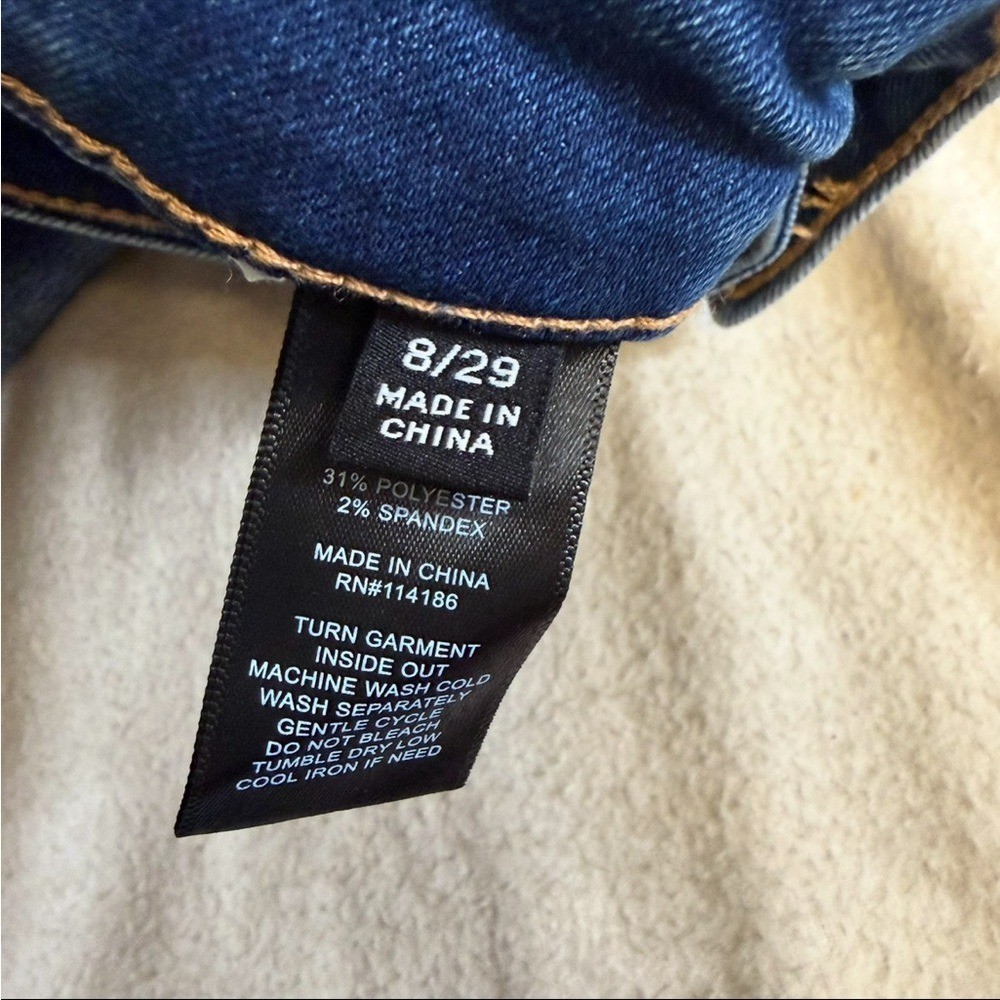 8/29
MADE IN
CHINA
31% POLYESTER
2% SPANDEX
MADE IN CHINA
RN#114186
TURN GARMENT
INSIDE OUT
MACHINE WASH COLD
WASH SEPARATELY
GENTLE CYCLE
DO NOT BLEACH
TUMBLE DRY LOW
COOL IRON IF NEED